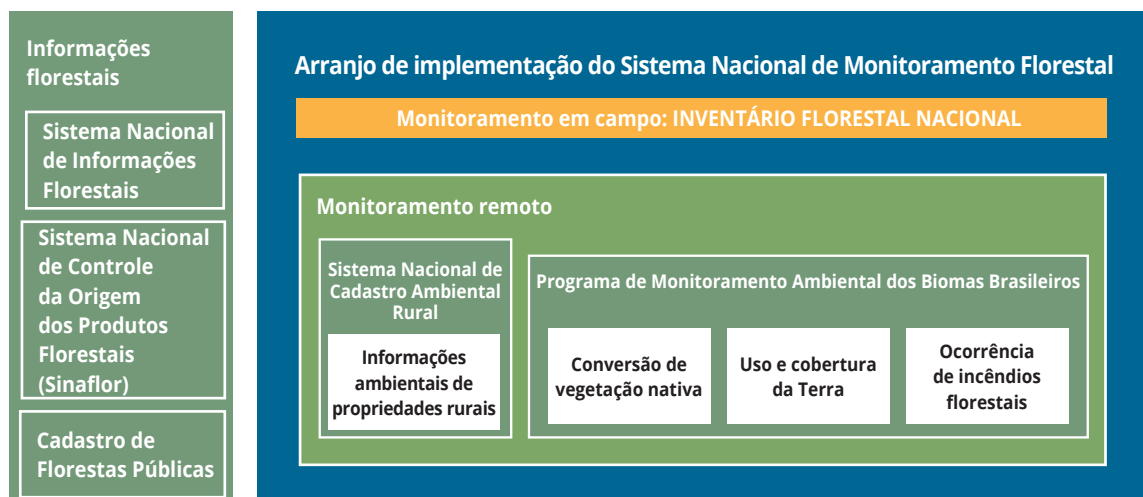 Informações
florestais
Sistema Nacional
de Informações
Florestais
Sistema Nacional
de Controle
da Origem
dos Produtos
Florestais
(Sinaflor)
Cadastro de
Florestas Públicas
Arranjo de implementação do Sistema Nacional de Monitoramento Florestal
Monitoramento em campo: INVENTÁRIO FLORESTAL NACIONAL
Monitoramento remoto
Sistema Nacional de
Cadastro Ambiental
Rural
Informações
ambientais de
propriedades rurais
Programa de Monitoramento Ambiental dos Biomas Brasileiros
Conversão de
vegetação nativa
Uso e cobertura
da Terra
Ocorrência
de incêndios
florestais